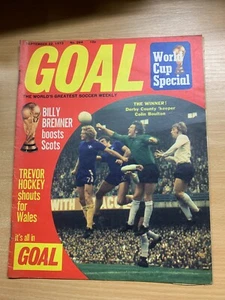 GOAL
THE WORLD'S GREATEST SOCCER WEEKLY
World
Cup
Special
THE WINNER!
Derby County 'keeper
Colin Boulton
BILLY
BREMNER
boosts
Scots
TREVOR
HOCKEY
shouts
for
Wales
it's all in
GOAL